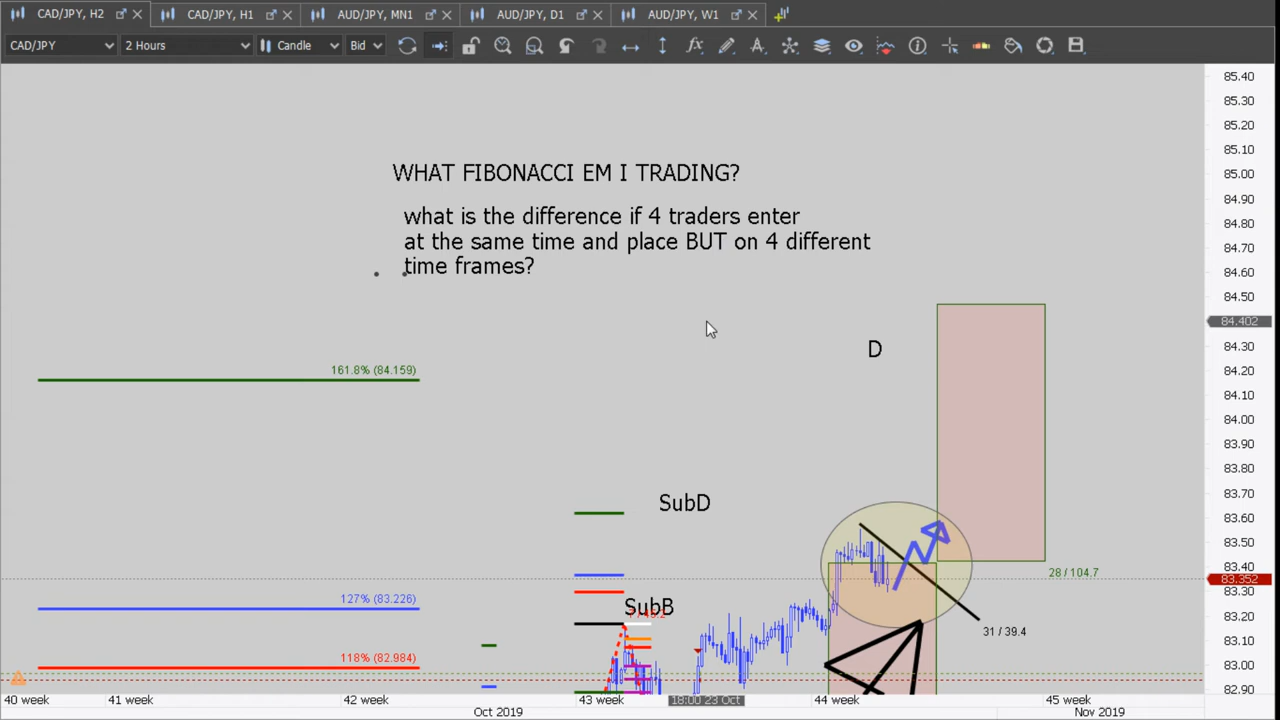 CAD/JPY, H2
CAD/JPY, H1
AUD/JPY, MN1
AUD/JPY, D1
AUD/JPY, W1
CAD/JPY
2 Hours
Candle
Bid
WHAT FIBONACCI EM I TRADING?
what is the difference if 4 traders enter
at the same time and place BUT on 4 different
time frames?
D
161.8% (84.159)
SubD
28 / 104.7
127% (83.226)
SubB
31 / 39.4
118% (82.984)
85.40
85.30
85.20
85.10
85.00
84.90
84.80
84.70
84.60
84.50
84.402
84.30
84.20
84.10
84.00
83.90
83.80
83.70
83.60
83.50
83.40
83.352
83.30
83.20
83.10
83.00
82.90
40 week
41 week
42 week
43 week
18:00 23 Oct
44 week
45 week
Oct 2019
Nov 2019